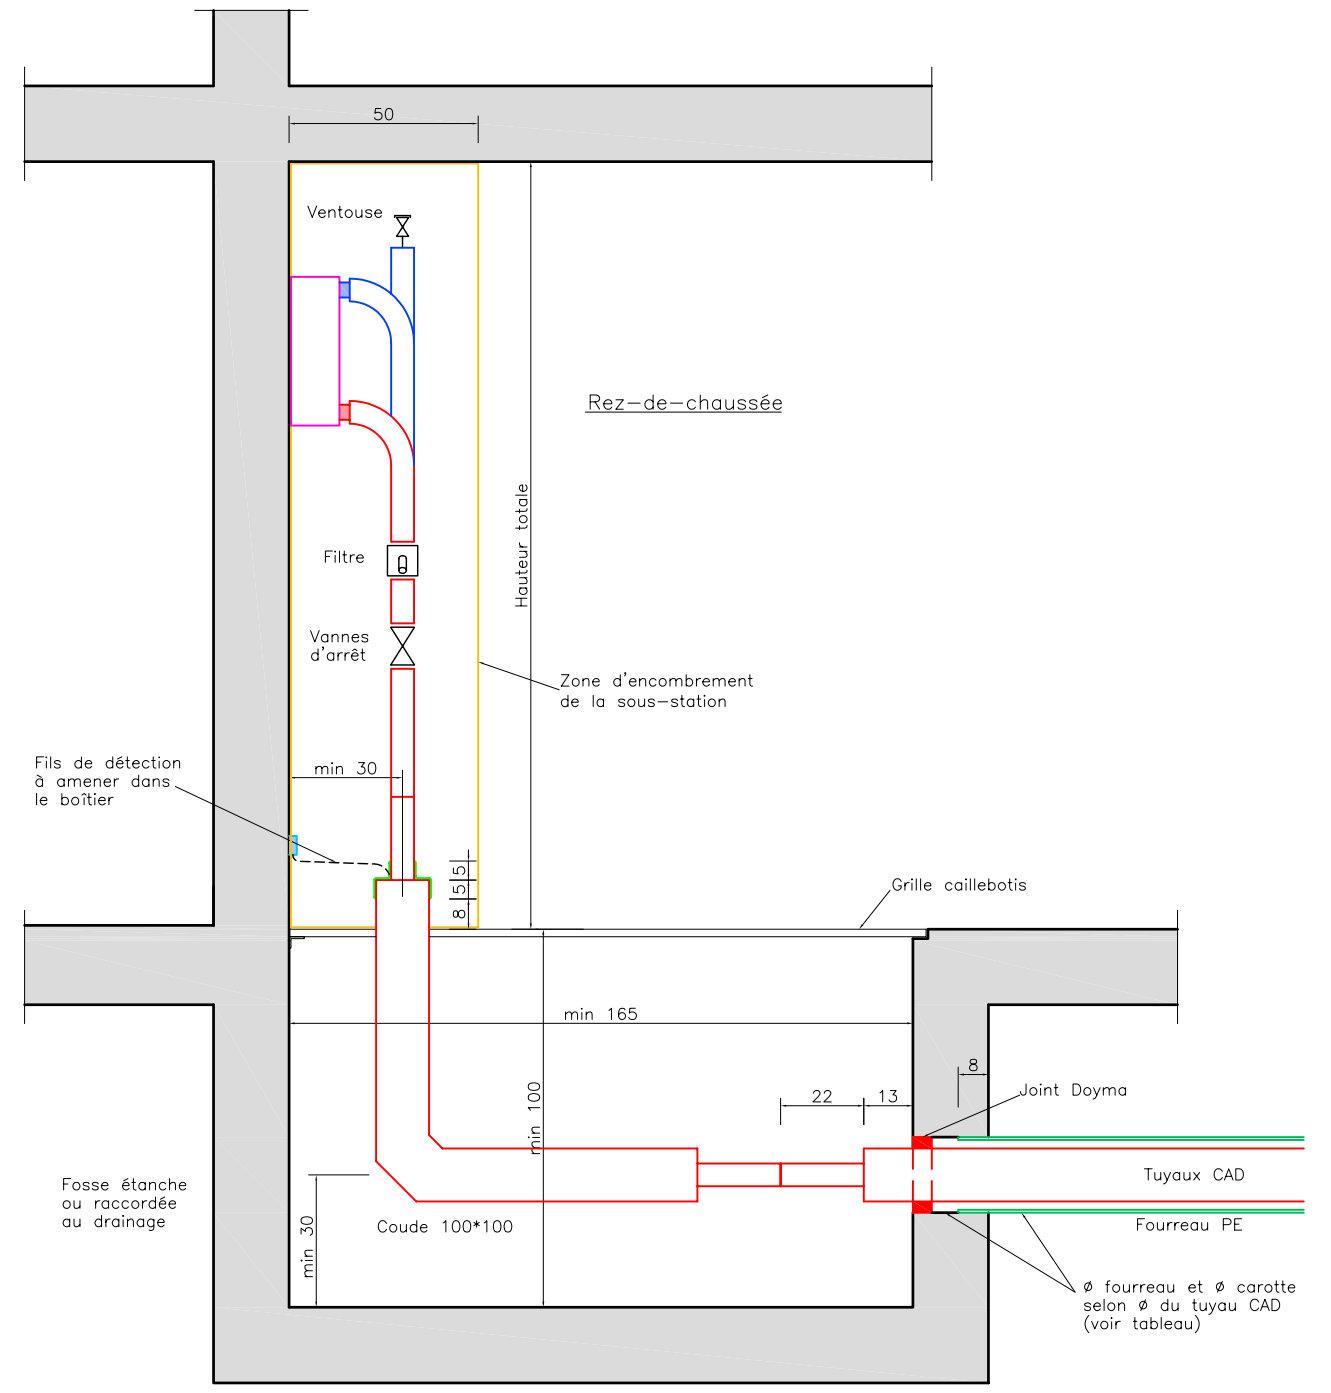 50
Ventouse
Rez-de-chaussée
Hauteur totale
Filtre
Vannes
d'arrêt
Zone d'encombrement
de la sous-station
Fils de détection
à amener dans
le boîtier
min 30
5
5
8
Grille caillebotis
min 165
min 100
22
13
8
Joint Doyma
Tuyaux CAD
Fourreau PE
Fosse étanche
ou raccordée
au drainage
min 30
Coude 100*100
Ø fourreau et Ø carotte
selon Ø du tuyau CAD
(voir tableau)